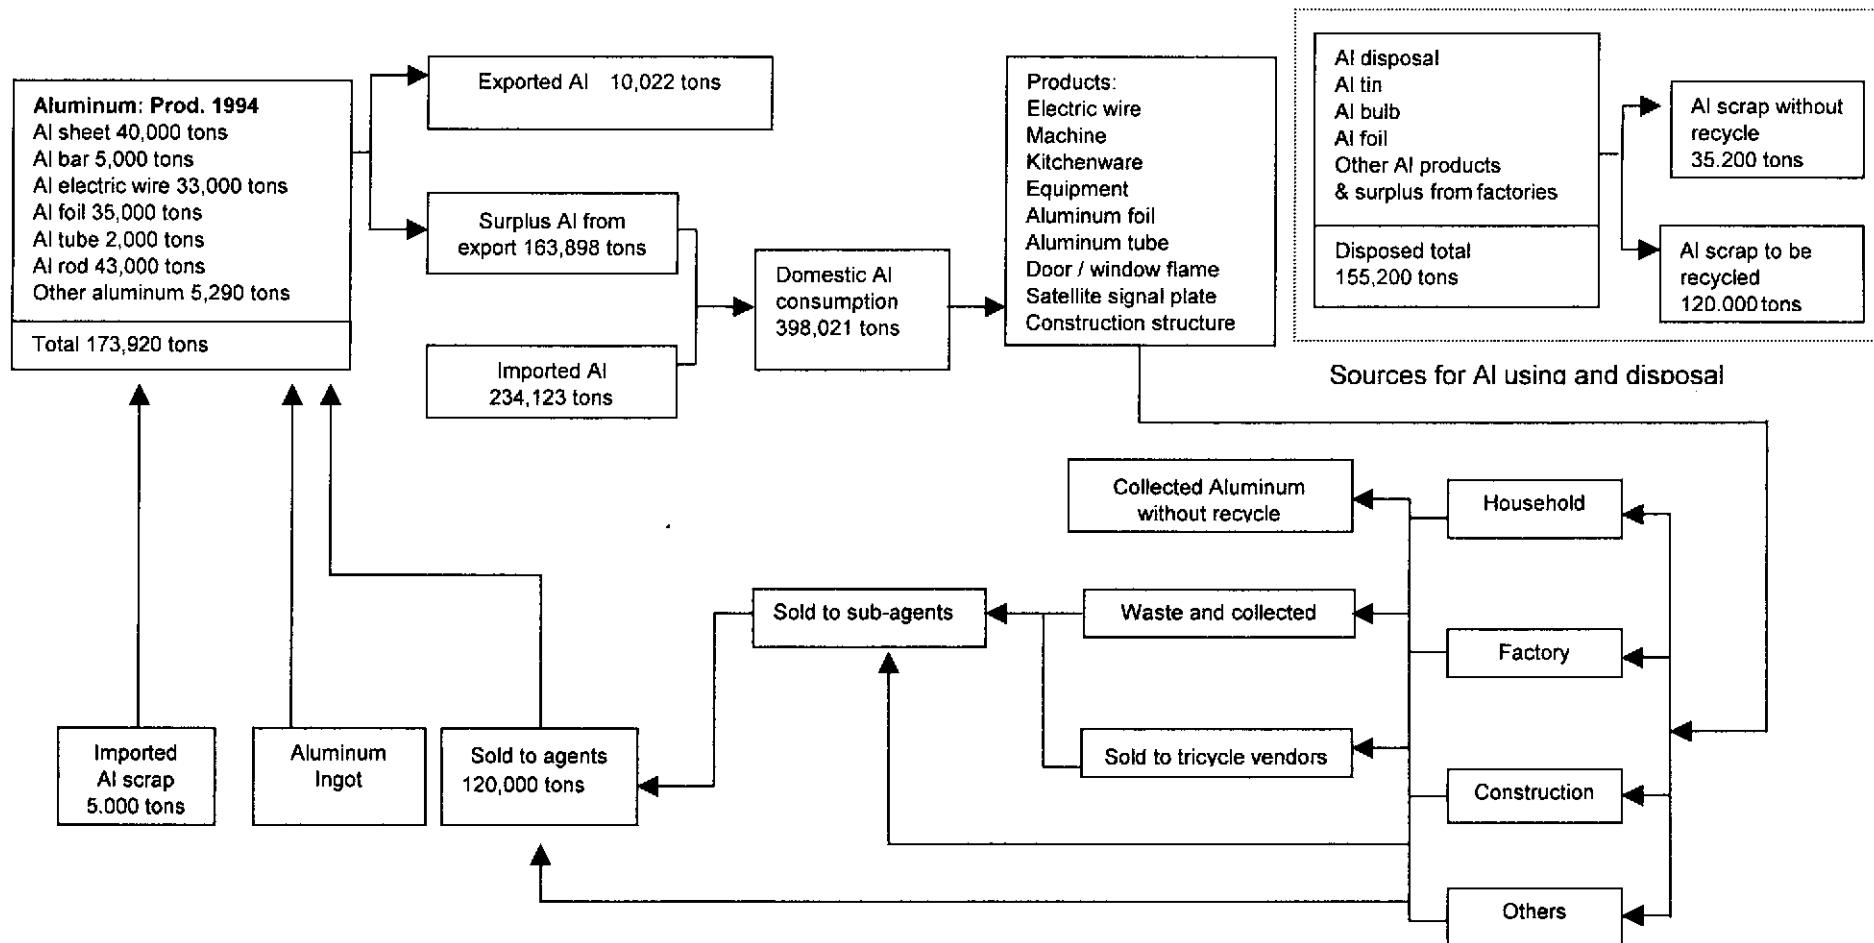 Aluminum: Prod. 1994
Al sheet 40,000 tons
Al bar 5,000 tons
Al electric wire 33,000 tons
Al foil 35,000 tons
Al tube 2,000 tons
Al rod 43,000 tons
Other aluminum 5,290 tons
Total 173,920 tons
Exported Al 10,022 tons
Surplus Al from
export 163,898 tons
Imported Al
234,123 tons
Domestic Al
consumption
398,021 tons
Products:
Electric wire
Machine
Kitchenware
Equipment
Aluminum foil
Aluminum tube
Door / window flame
Satellite signal plate
Construction structure
Al disposal
Al tin
Al bulb
Al foil
Other Al products
& surplus from factories
Disposed total
155,200 tons
Al scrap without
recycle
35.200 tons
Al scrap to be
recycled
120.000 tons
Sources for Al using and disposal
Collected Aluminum
without recycle
Household
Sold to sub-agents
Waste and collected
Factory
Imported
Al scrap
5.000 tons
Aluminum
Ingot
Sold to agents
120,000 tons
Sold to tricycle vendors
Construction
Others